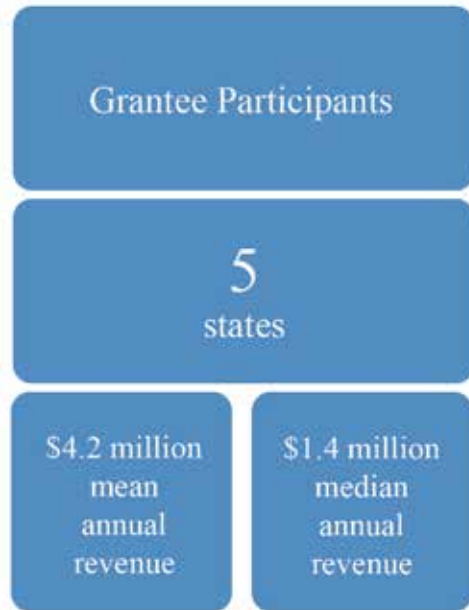 Grantee Participants
5
states
$4.2 million
mean
annual
revenue
$1.4 million
median
annual
revenue